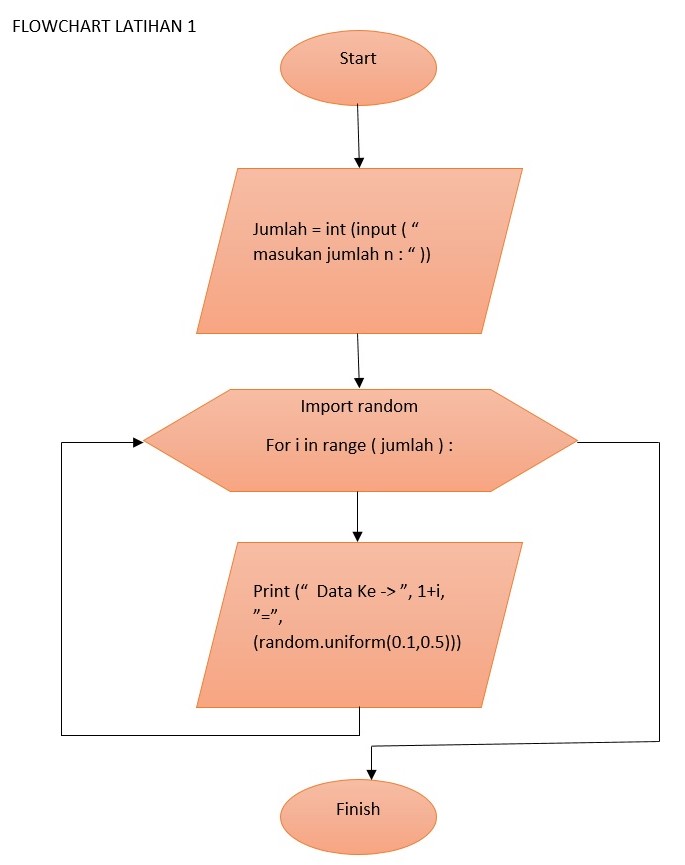 FLOWCHART LATIHAN 1
Start
Jumlah = int (input ( “
masukan jumlah n : “ ))
Import random
For i in range ( jumlah ) :
Print (“  Data Ke -> ”, 1+i,
”=”,
(random.uniform(0.1,0.5)))
Finish